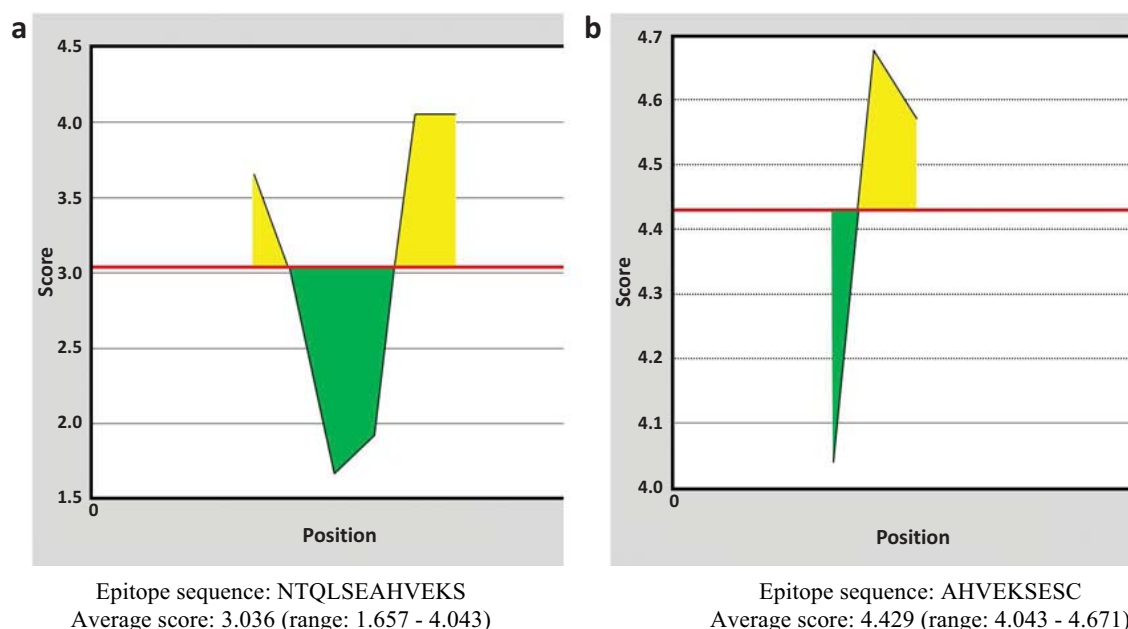 a
4.5
4.0
3.5
3.0
2.5
2.0
1.5
0
Score
Position
Epitope sequence: NTQLSEAHVEKS
Average score: 3.036 (range: 1.657 - 4.043)
b
4.7
4.6
4.5
4.4
4.3
4.2
4.1
4.0
0
Score
Position
Epitope sequence: AHVEKSESC
Average score: 4.429 (range: 4.043 - 4.671)